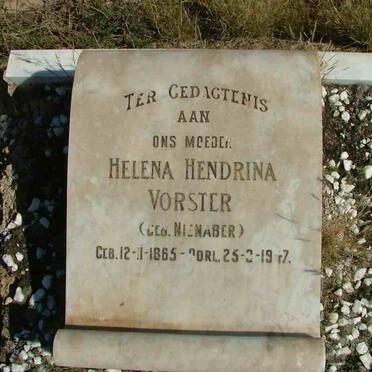 TER GEDAGTENIS
AAN
ONS MOEDER
HELENA HENDRINA
VORSTER
(GEB. NIENABER)
GEB. 12-11-1865 - OORL.